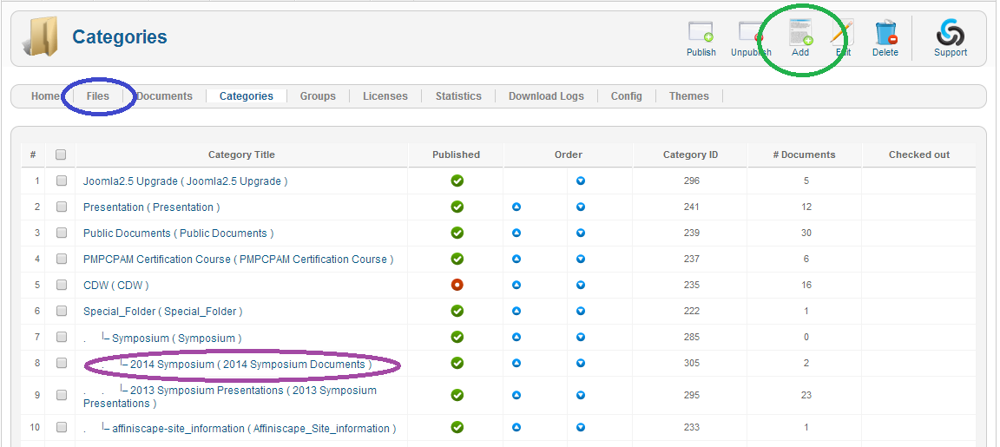 Categories
Publish Unpublish Add Edit Delete Support
Home Files Documents Categories Groups Licenses Statistics Download Logs Config Themes
# Category Title Published Order Category ID # Documents Checked out
1 Joomla2.5 Upgrade ( Joomla2.5 Upgrade ) 296 5
2 Presentation ( Presentation ) 241 12
3 Public Documents ( Public Documents ) 239 30
4 PMPCPAM Certification Course ( PMPCPAM Certification Course ) 237 6
5 CDW ( CDW ) 235 16
6 Special_Folder ( Special_Folder ) 222 1
7 . Symposium ( Symposium ) 285 0
8 2014 Symposium ( 2014 Symposium Documents ) 305 2
9 . . 2013 Symposium Presentations ( 2013 Symposium 295 23
Presentations )
10 . affiniscape-site_information ( Affiniscape_Site_information ) 233 1